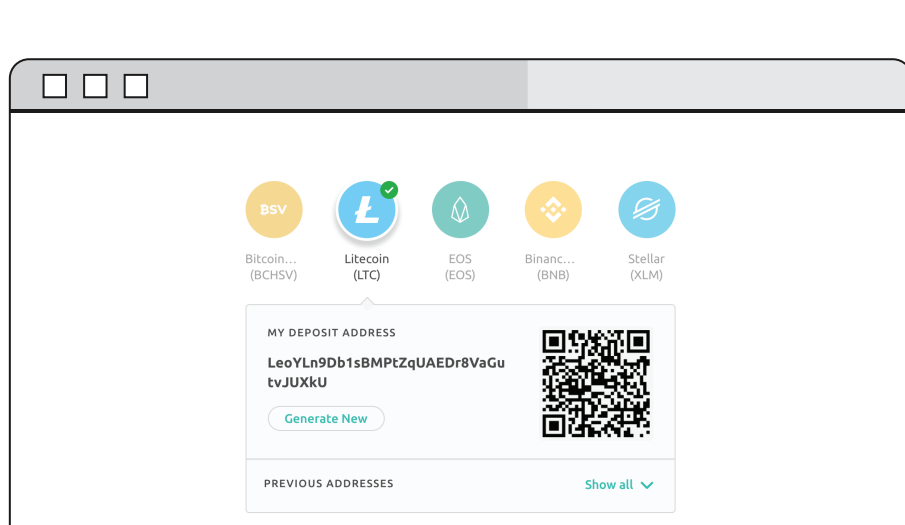 BSV
Bitcoin... Litecoin EOS Binanc... Stellar
(BCHSV) (LTC) (EOS) (BNB) (XLM)
MY DEPOSIT ADDRESS
LeoYLn9Db1sBMPtZqUAEDr8VaGu
tvJUXkU
Generate New
PREVIOUS ADDRESSES Show all